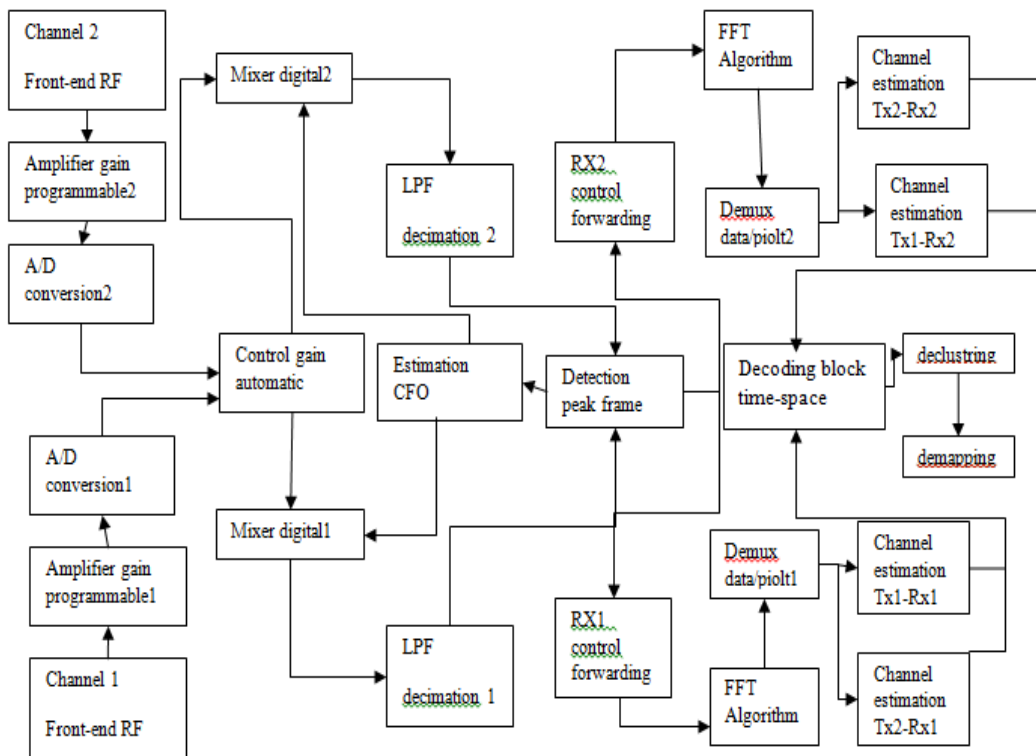 Channel 2
Front-end RF
Amplifier gain
programmable2
A/D
conversion2
A/D
conversion1
Amplifier gain
programmable1
Channel 1
Front-end RF
Mixer digital2
Control gain
automatic
Mixer digital1
LPF
decimation 2
Estimation
CFO
LPF
decimation 1
RX2
control
forwarding
Detection
peak frame
RX1
control
forwarding
FFT
Algorithm
Demux
data/piolt2
Channel
estimation
Tx2-Rx2
Channel
estimation
Tx1-Rx2
Decoding block
time-space
declustring
demapping
Demux
data/piolt1
FFT
Algorithm
Channel
estimation
Tx1-Rx1
Channel
estimation
Tx2-Rx1